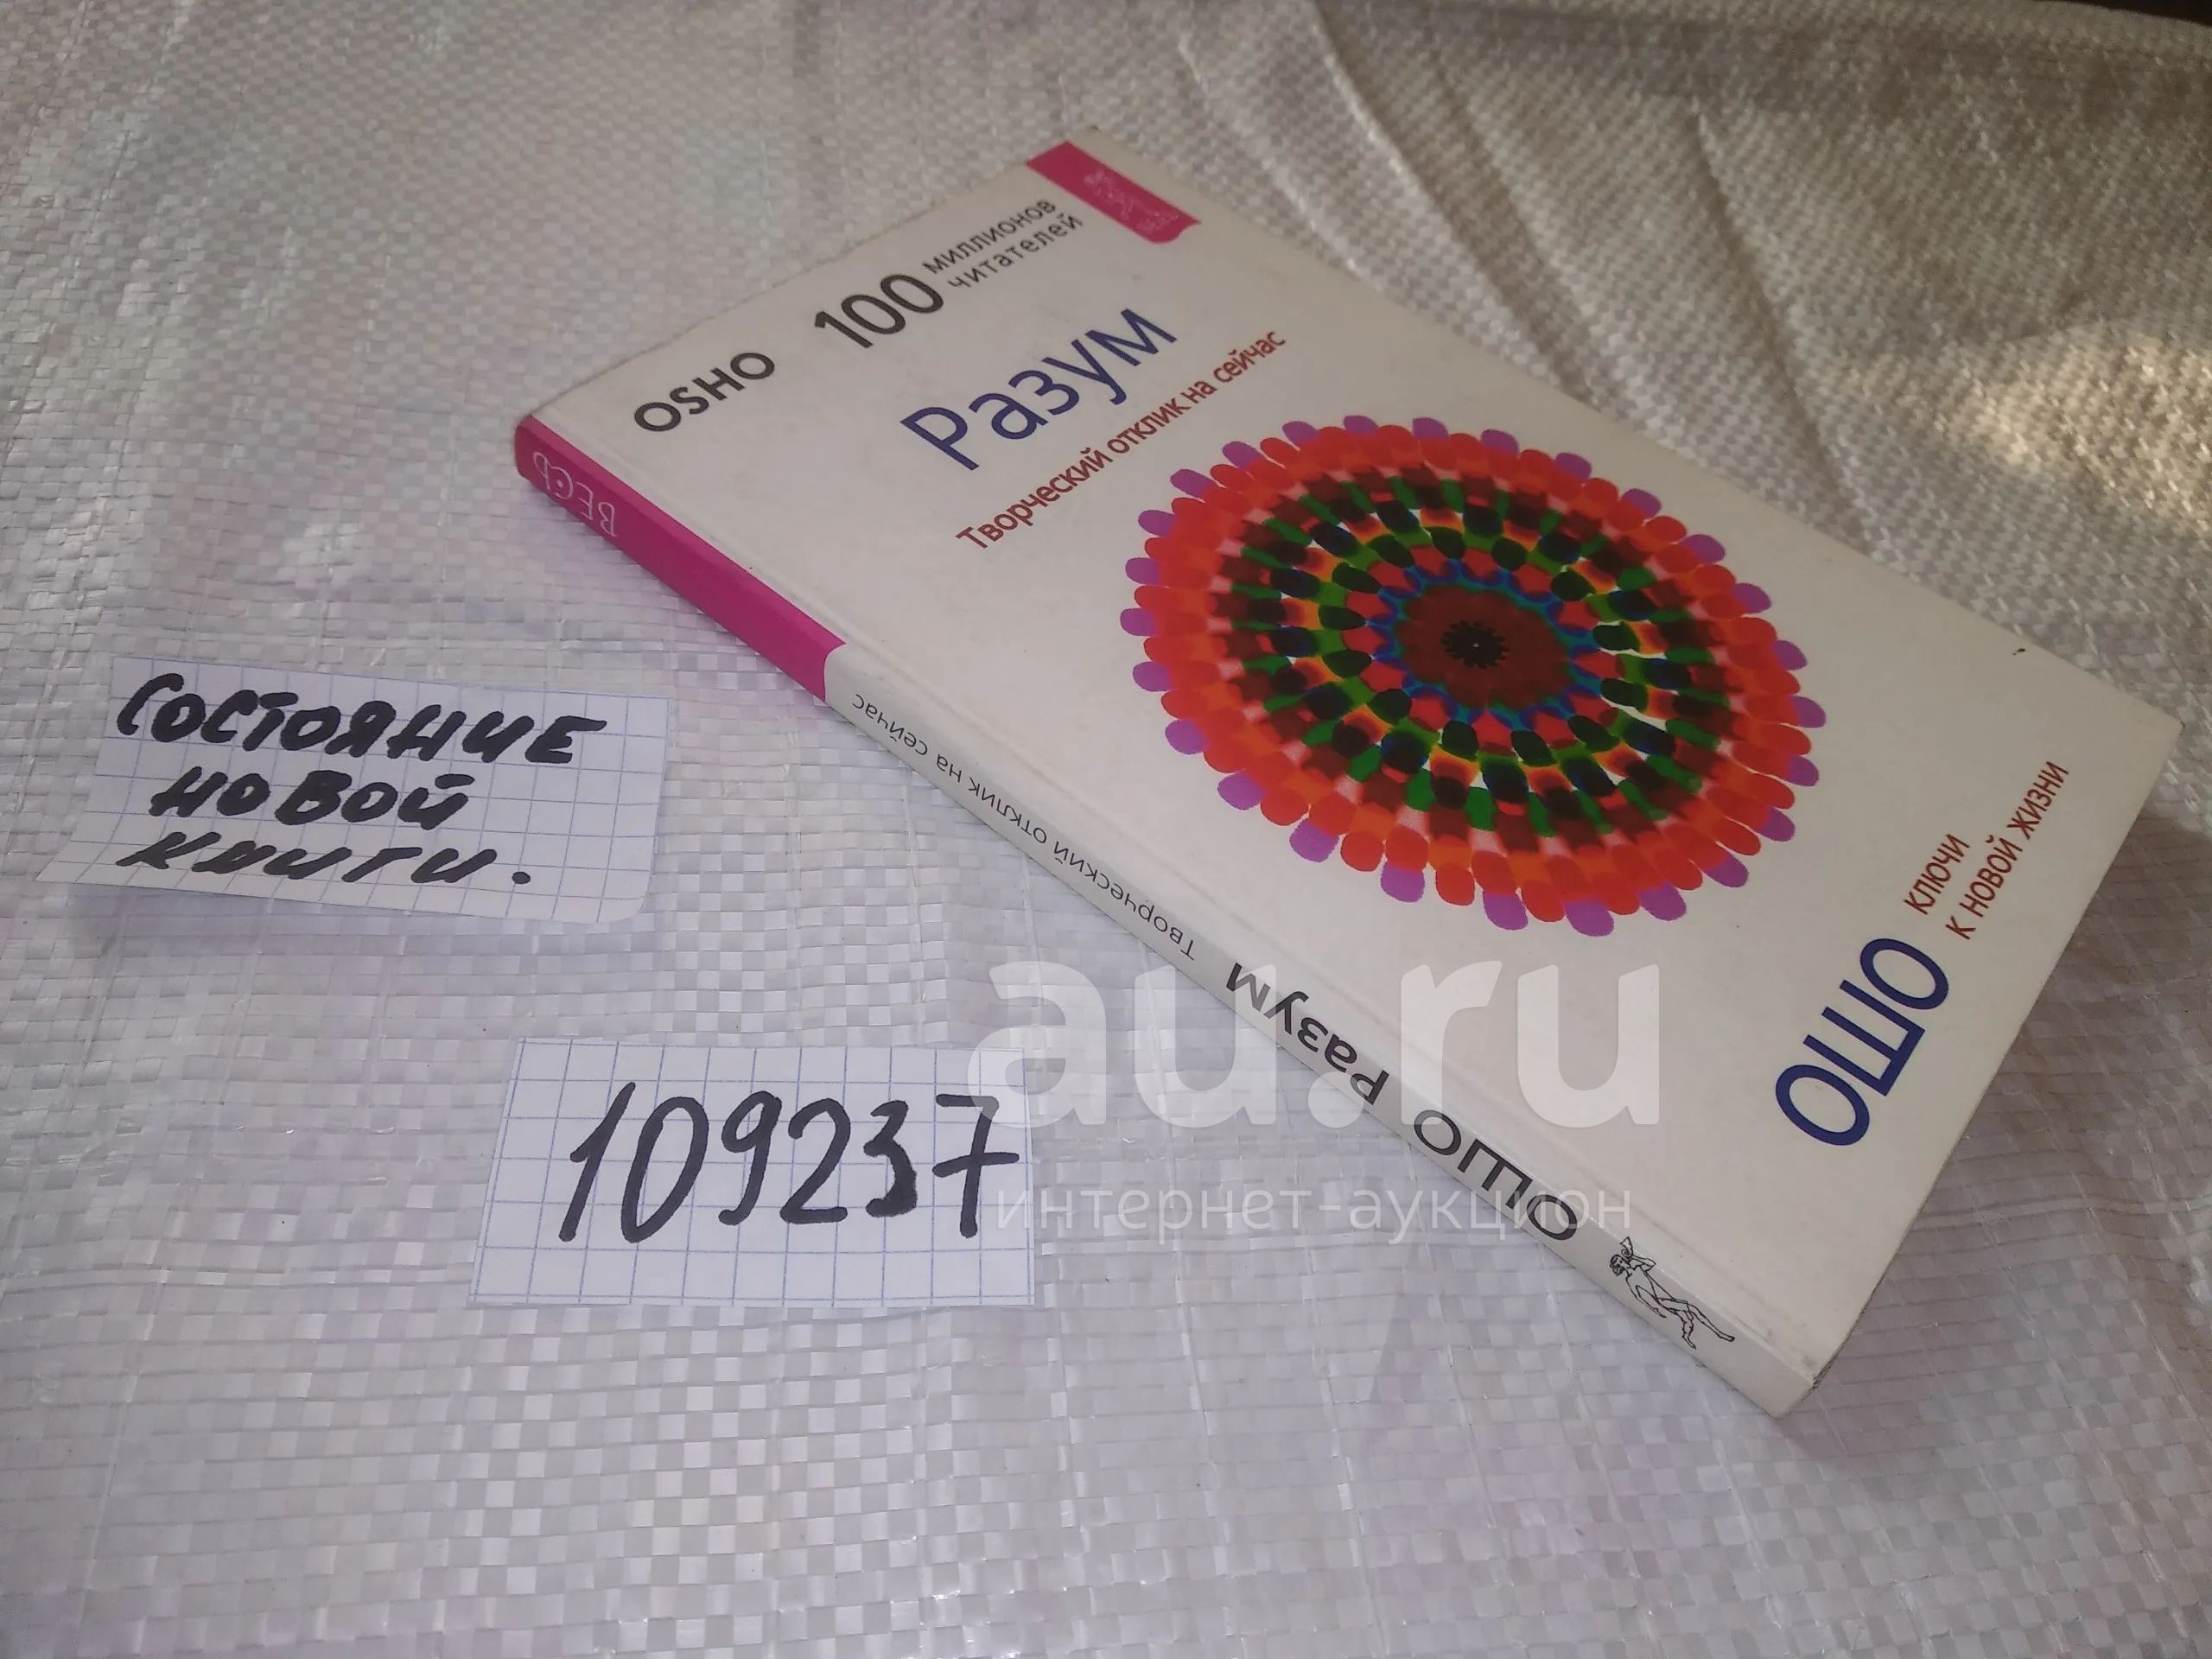 OSHO
100 миллионов
читателей
Разум
Творческий отклик на сейчас
ОШО
ключи
к новой жизни
ВЕСЬ
Творческий отклик на сейчас
Разум
ОШО
СОСТОЯНИЕ
НОВОЙ
КНИГИ.
109237
au.ru
интернет-аукцион